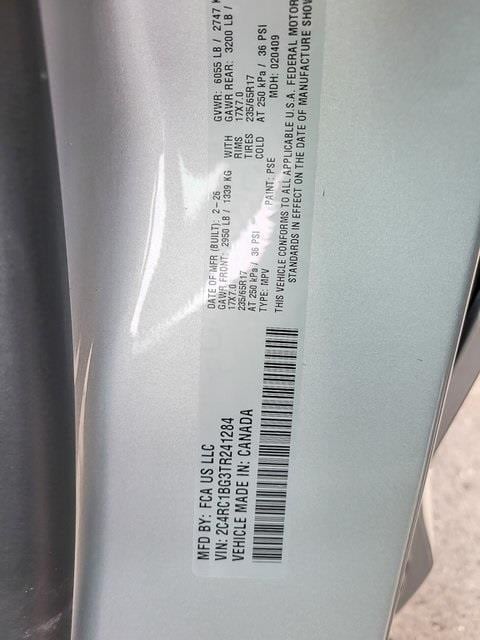 MFD BY: FCA US LLC
DATE OF MFR (BUILT): 2-26
GVWR: 6055 LB / 2747 K
GAWR FRONT: 2950 LB / 1339 KG WITH GAWR REAR: 3200 LB /
17X7.0 RIMS 17X7.0
235/65R17 TIRES 235/65R17
AT 250 kPa / 36 PSI COLD AT 250 kPa / 36 PSI
TYPE: MPV PAINT: PSE MDH: 020409
THIS VEHICLE CONFORMS TO ALL APPLICABLE U.S.A. FEDERAL MOTOR
STANDARDS IN EFFECT ON THE DATE OF MANUFACTURE SHOW
VIN: 2C4RC1BG3TR241284
VEHICLE MADE IN: CANADA